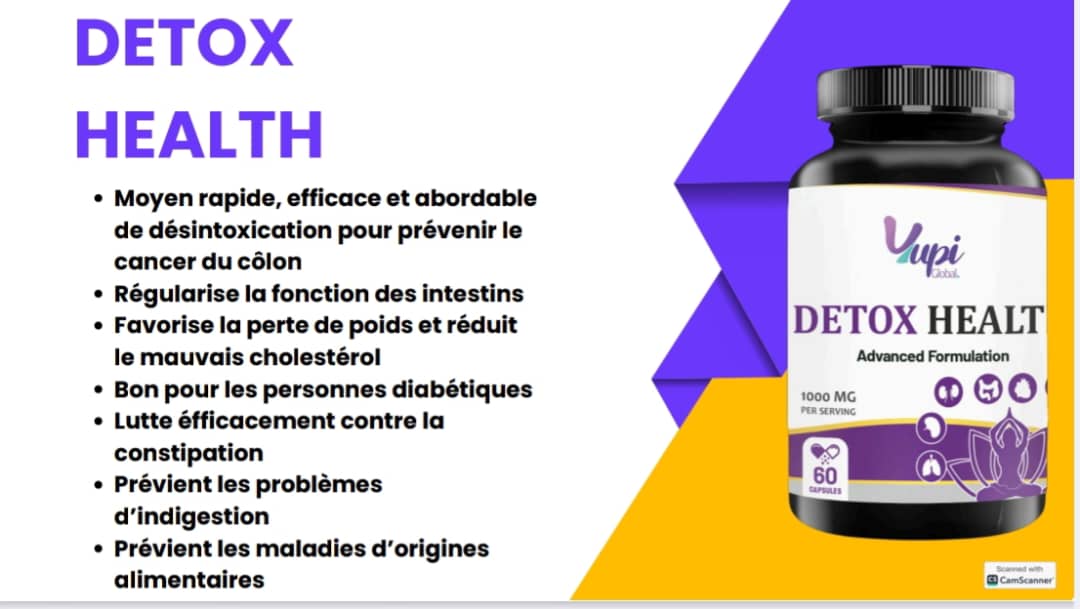 DETOX
HEALTH
• Moyen rapide, efficace et abordable
de désintoxication pour prévenir le
cancer du côlon
• Régularise la fonction des intestins
• Favorise la perte de poids et réduit
le mauvais cholestérol
• Bon pour les personnes diabétiques
• Lutte éfficacement contre la
constipation
• Prévient les problèmes
d’indigestion
• Prévient les maladies d’origines
alimentaires
Yupi
Global.
DETOX HEALT
Advanced Formulation
1000 MG
PER SERVING
60
CAPSULES
Scanned with
CS CamScanner